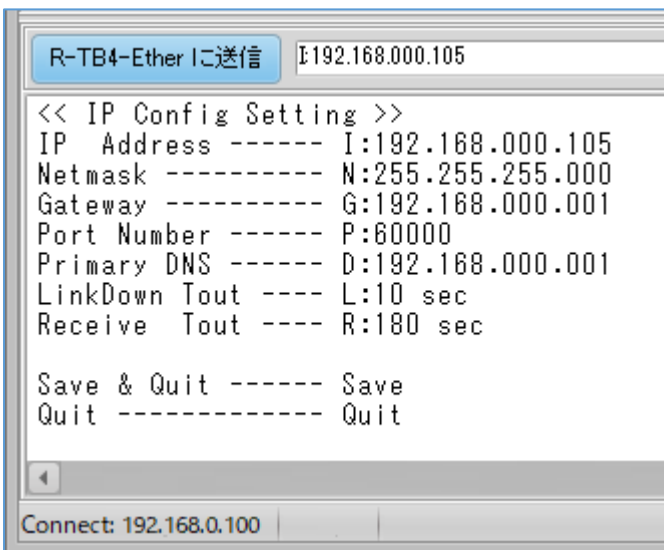 R-TB4-Ether に送信
I:192.168.000.105
<< IP Config Setting >>
IP  Address ------ I:192.168.000.105
Netmask ---------- N:255.255.255.000
Gateway ---------- G:192.168.000.001
Port Number ------ P:60000
Primary DNS ------ D:192.168.000.001
LinkDown Tout ---- L:10 sec
Receive  Tout ---- R:180 sec
Save & Quit ------ Save
Quit ------------- Quit
Connect: 192.168.0.100